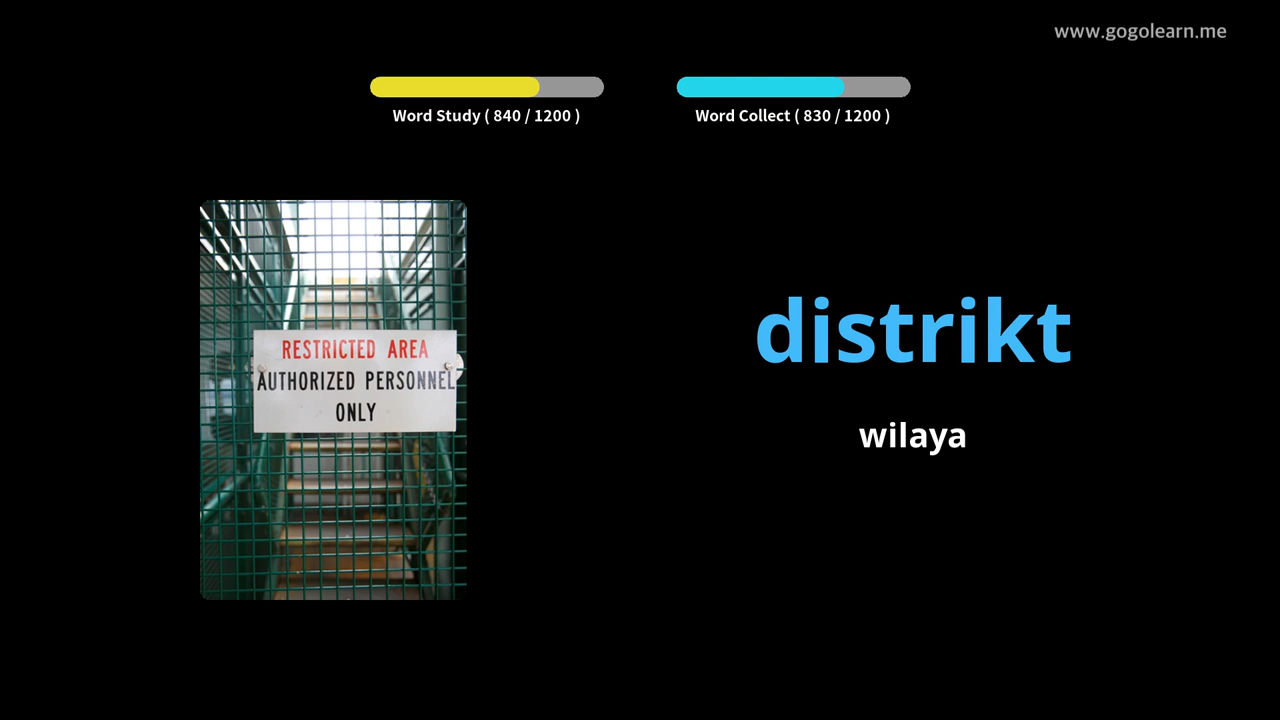 www.gogolearn.me
Word Study ( 840 / 1200 )
Word Collect ( 830 / 1200 )
RESTRICTED AREA
AUTHORIZED PERSONNEL
ONLY
distrikt
wilaya